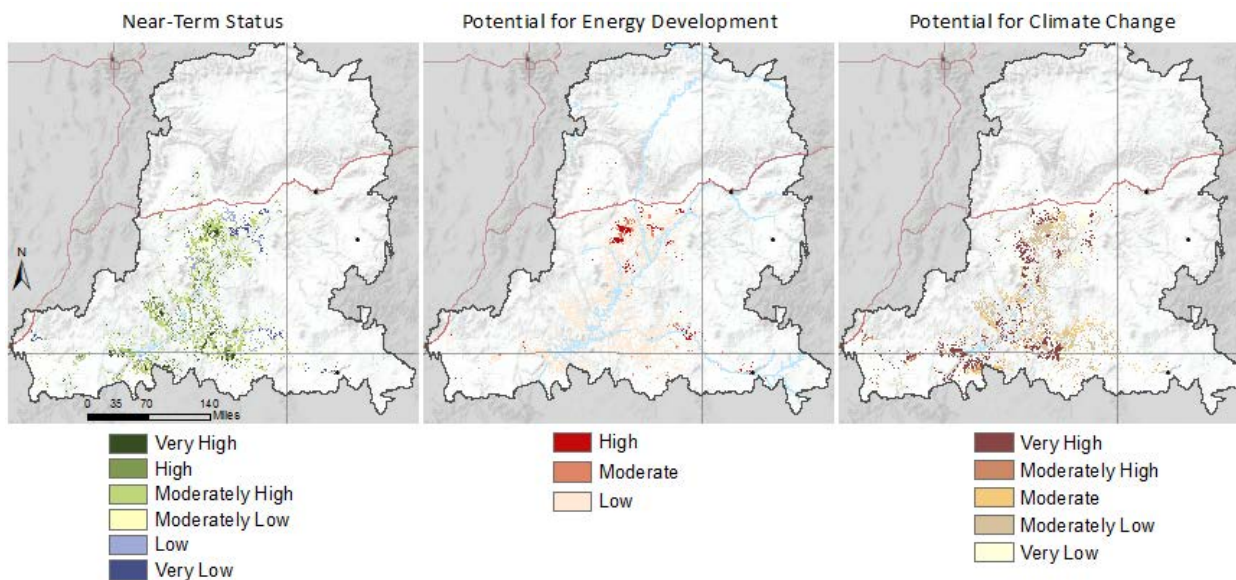 Near-Term Status
Potential for Energy Development
Potential for Climate Change
N
0 35 70 140
Miles
Very High
High
Moderately High
Moderately Low
Low
Very Low
High
Moderate
Low
Very High
Moderately High
Moderate
Moderately Low
Very Low